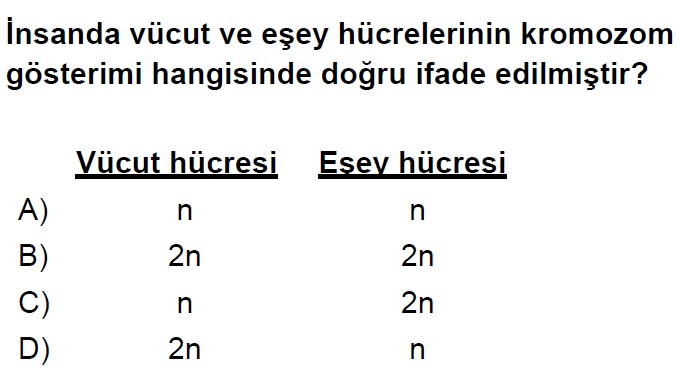 İnsanda vücut ve eşey hücrelerinin kromozom
gösterimi hangisinde doğru ifade edilmiştir?
Vücut hücresi Eşey hücresi
A) n n
B) 2n 2n
C) n 2n
D) 2n n